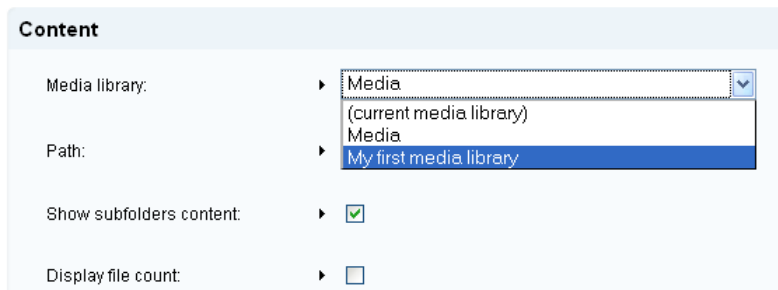 Content
Media library:
Media
(current media library)
Media
My first media library
Path:
Show subfolders content:
Display file count: